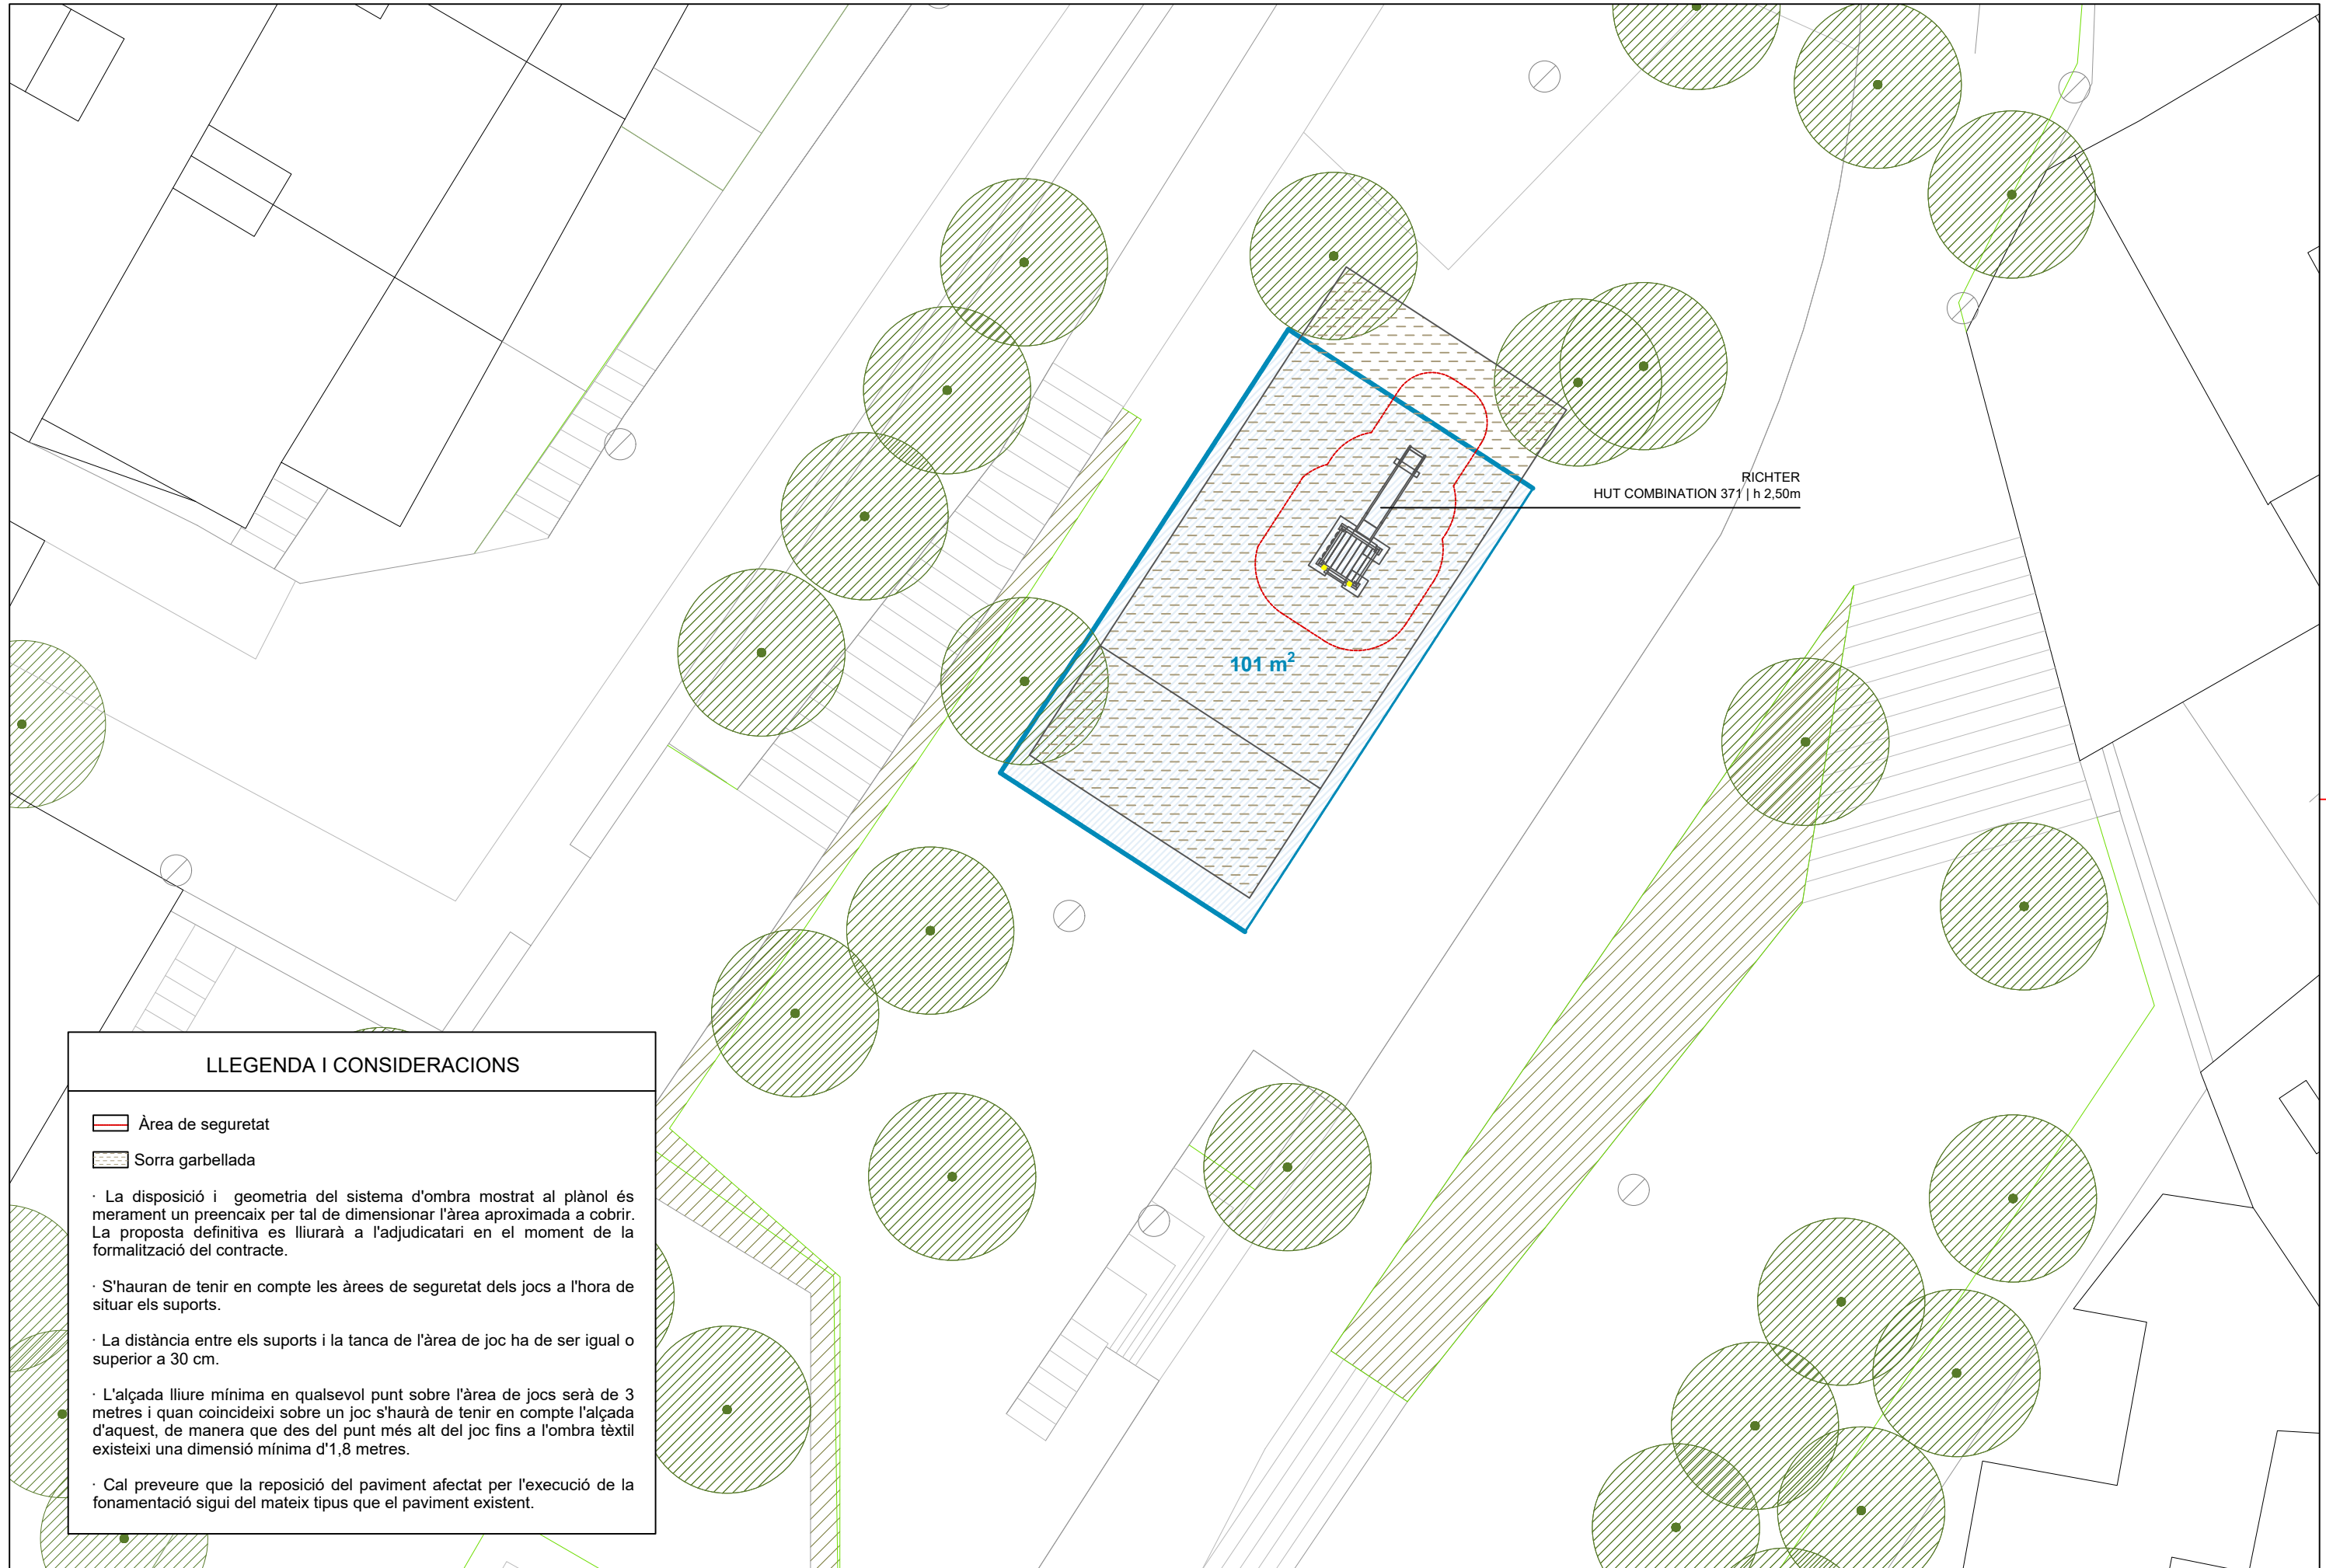 RICHTER
HUT COMBINATION 371 | h 2,50m
101 m²
LLEGENDA I CONSIDERACIONS
Àrea de seguretat
Sorra garbellada
· La disposició i geometria del sistema d'ombra mostrat al plànol és
merament un preencaix per tal de dimensionar l'àrea aproximada a cobrir.
La proposta definitiva es lliurarà a l'adjudicatari en el moment de la
formalització del contracte.
· S'hauran de tenir en compte les àrees de seguretat dels jocs a l'hora de
situar els suports.
· La distància entre els suports i la tanca de l'àrea de joc ha de ser igual o
superior a 30 cm.
· L'alçada lliure mínima en qualsevol punt sobre l'àrea de jocs serà de 3
metres i quan coincideixi sobre un joc s'haurà de tenir en compte l'alçada
d'aquest, de manera que des del punt més alt del joc fins a l'ombra tèxtil
existeixi una dimensió mínima d'1,8 metres.
· Cal preveure que la reposició del paviment afectat per l'execució de la
fonamentació sigui del mateix tipus que el paviment existent.